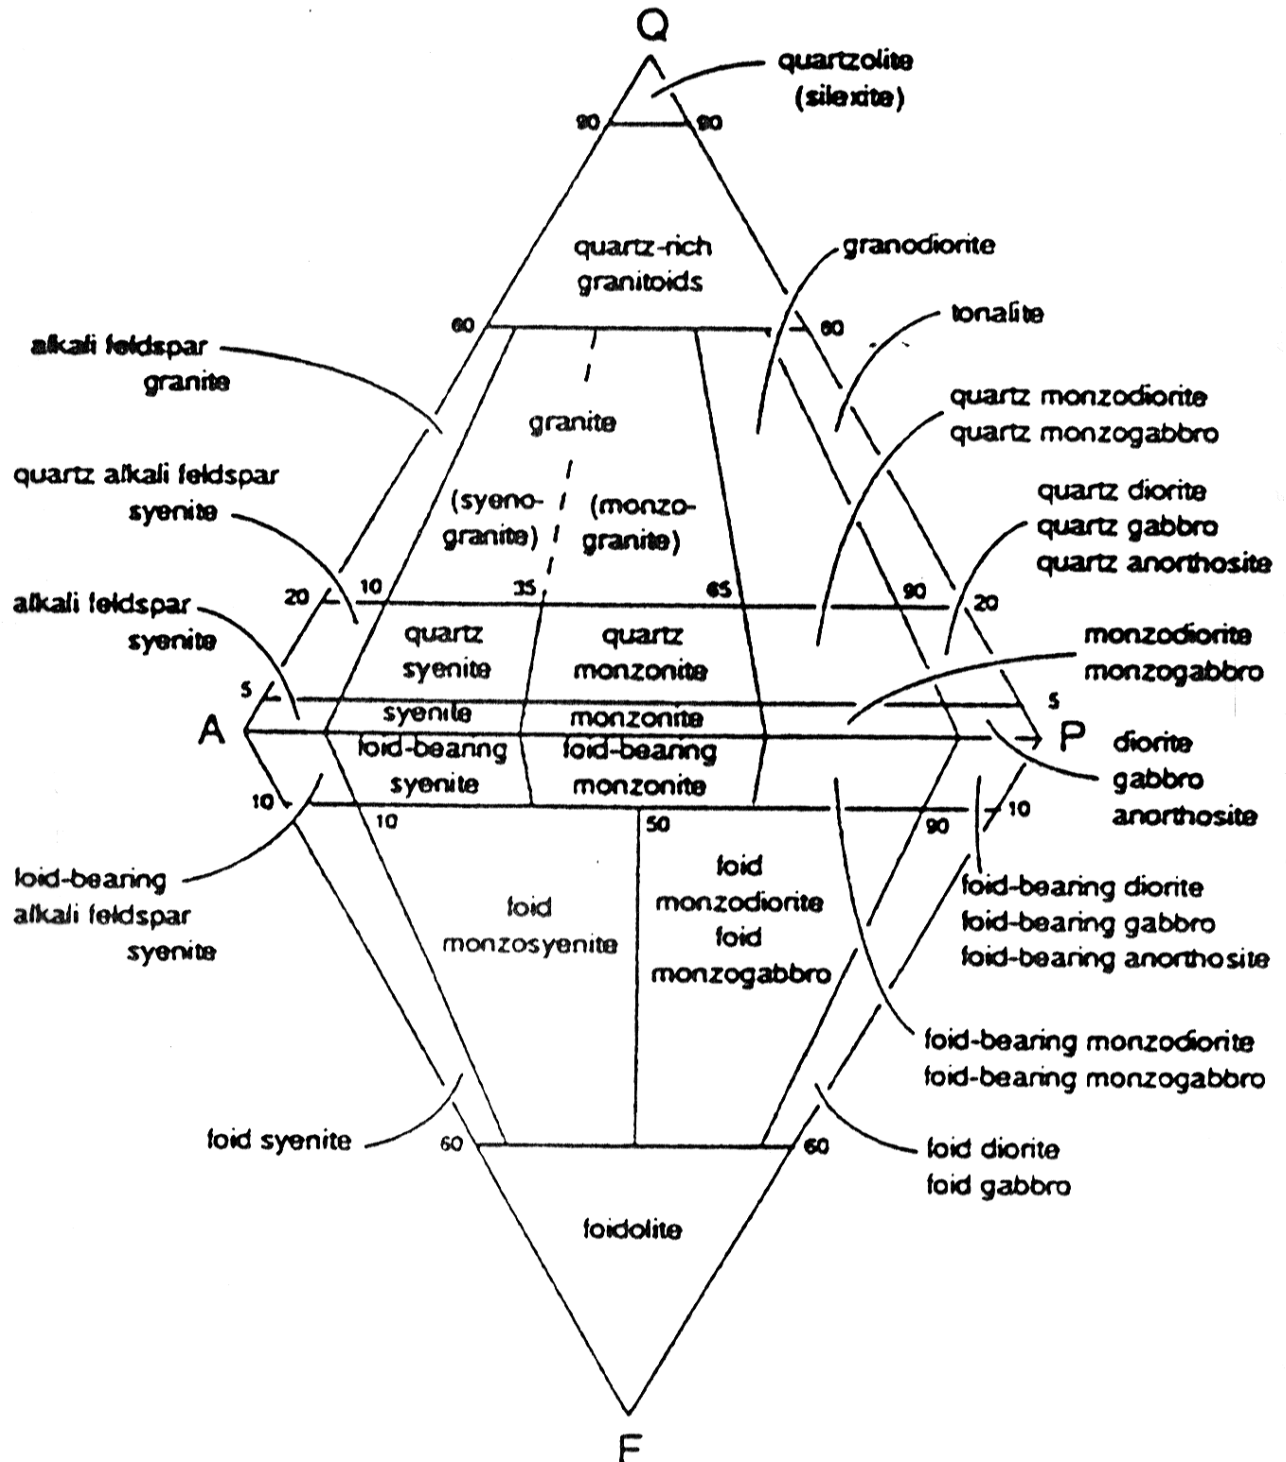 Q
quartzolite
(silexite)
90 90
quartz-rich
granitoids
granodiorite
60 60
tonalite
alkali feldspar
granite
granite
quartz monzodiorite
quartz monzogabbro
quartz alkali feldspar
syenite
(syeno-
granite)
(monzo-
granite)
quartz diorite
quartz gabbro
quartz anorthosite
20 10 35 65 90 20
alkali feldspar
syenite
quartz
syenite
quartz
monzonite
monzodiorite
monzogabbro
5 5
syenite monzonite
A P
foid-bearing
syenite
foid-bearing
monzonite
diorite
gabbro
anorthosite
10 10
10 50 90
foid-bearing
alkali feldspar
syenite
foid
monzosyenite
foid
monzodiorite
foid
monzogabbro
foid-bearing diorite
foid-bearing gabbro
foid-bearing anorthosite
foid-bearing monzodiorite
foid-bearing monzogabbro
foid syenite
60 60
foid diorite
foid gabbro
foidolite
F